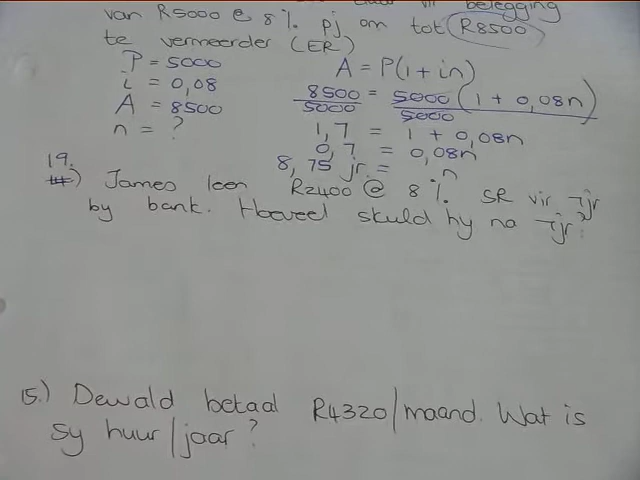 van R5000 @ 8% pj om tot R8500
te vermeerder (ER)
P = 5000
i = 0,08
A = 8500
n = ?
A = P(1 + in)
8500/5000 = 5000/5000 (1 + 0,08n)
1,7 = 1 + 0,08n
0,7 = 0,08n
8,75 jr. = n
19.
James leen R2400 @ 8% SR vir 7jr
by bank. Hoeveel skuld hy na 7jr?
15.) Dewald betaal R4320/maand. Wat is
sy huur/jaar?